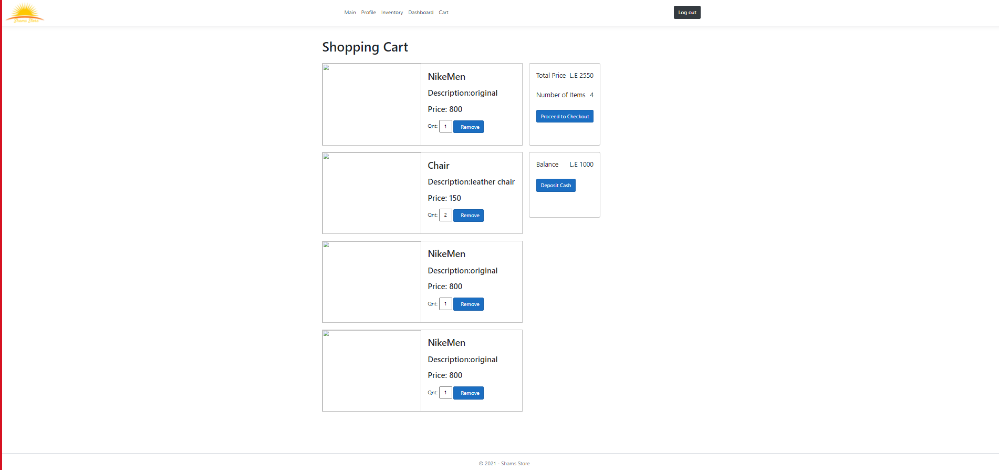 Shams Store
Main Profile Inventory Dashboard Cart
Log out
Shopping Cart
NikeMen
Description:original
Price: 800
Qnt: 1 Remove
Total Price L.E 2550
Number of Items 4
Proceed to Checkout
Chair
Description:leather chair
Price: 150
Qnt: 2 Remove
Balance L.E 1000
Deposit Cash
NikeMen
Description:original
Price: 800
Qnt: 1 Remove
NikeMen
Description:original
Price: 800
Qnt: 1 Remove
© 2021 - Shams Store